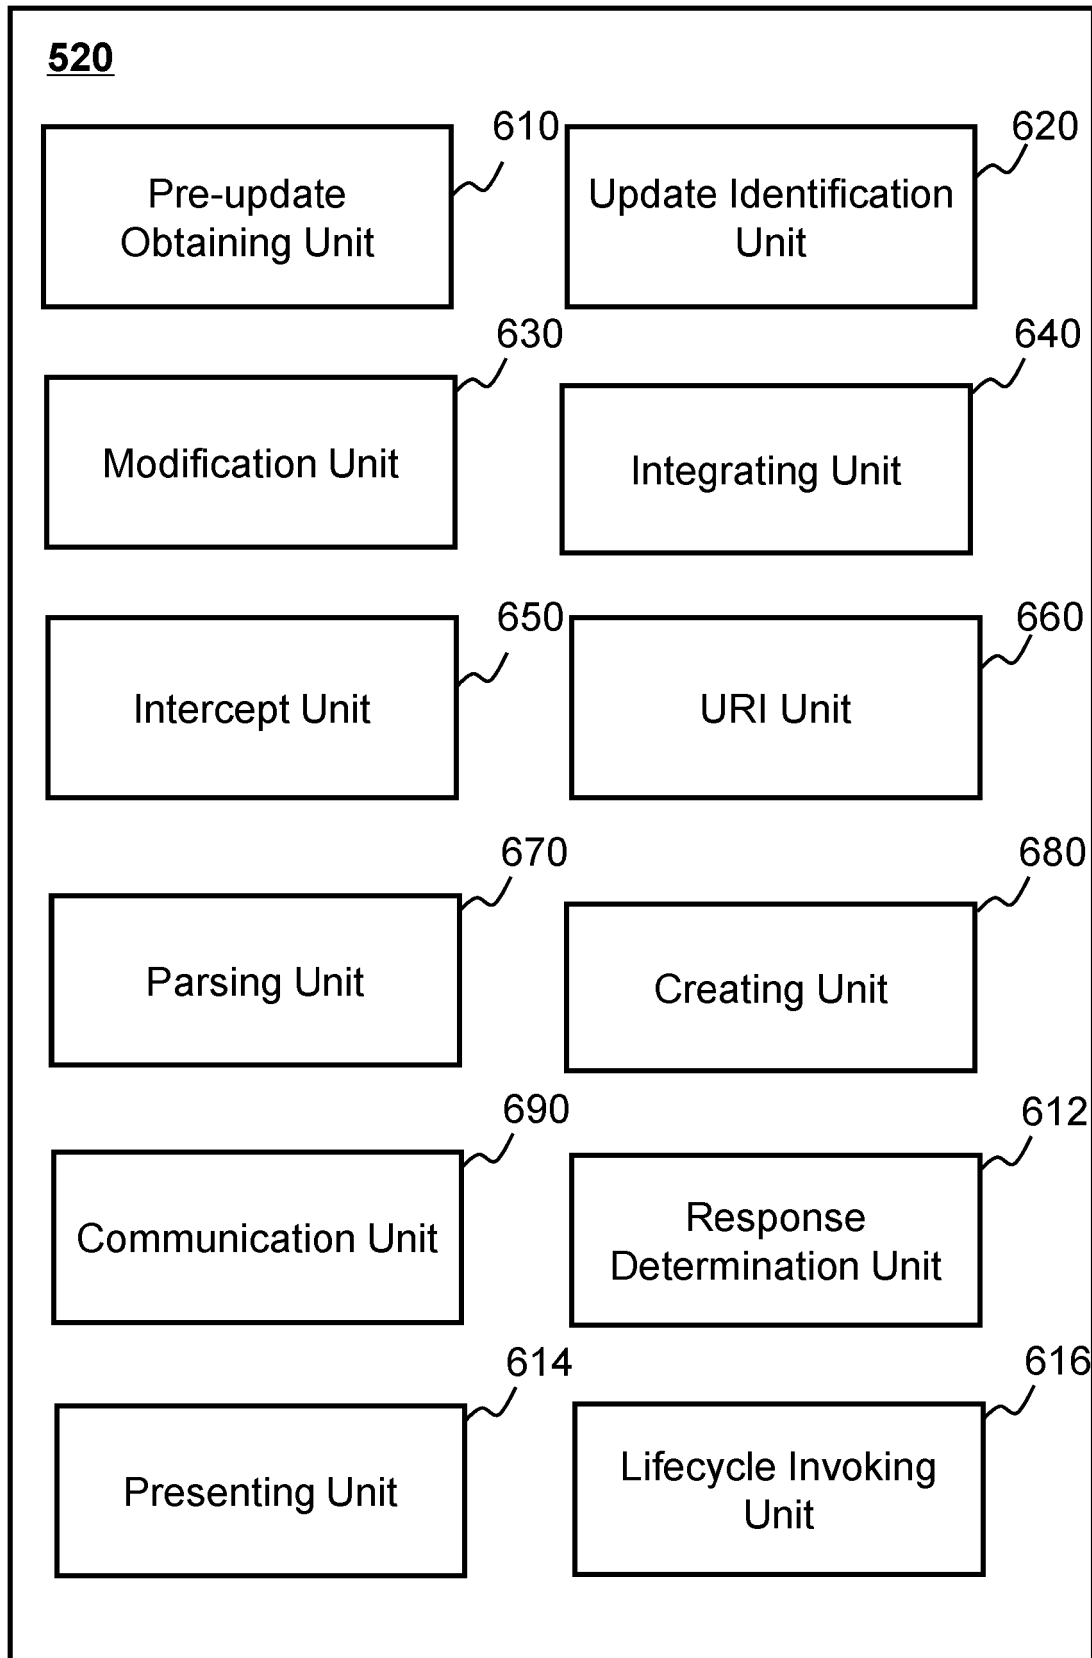 520
610
Pre-update
Obtaining Unit
620
Update Identification
Unit
630
Modification Unit
640
Integrating Unit
650
Intercept Unit
660
URI Unit
670
Parsing Unit
680
Creating Unit
690
Communication Unit
612
Response
Determination Unit
614
Presenting Unit
616
Lifecycle Invoking
Unit